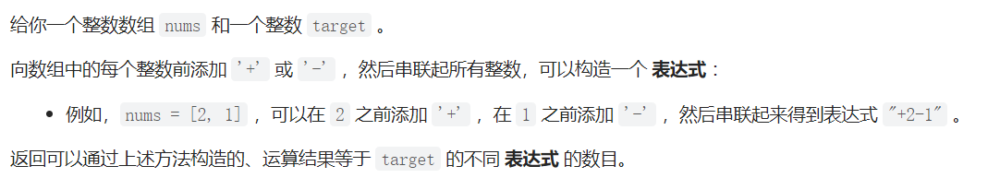 给你一个整数数组 nums 和一个整数 target 。
向数组中的每个整数前添加 '+' 或 '-' ，然后串联起所有整数，可以构造一个 表达式 ：
• 例如，nums = [2, 1] ，可以在 2 之前添加 '+' ，在 1 之前添加 '-' ，然后串联起来得到表达式 "+2-1" 。
返回可以通过上述方法构造的、运算结果等于 target 的不同 表达式 的数目。